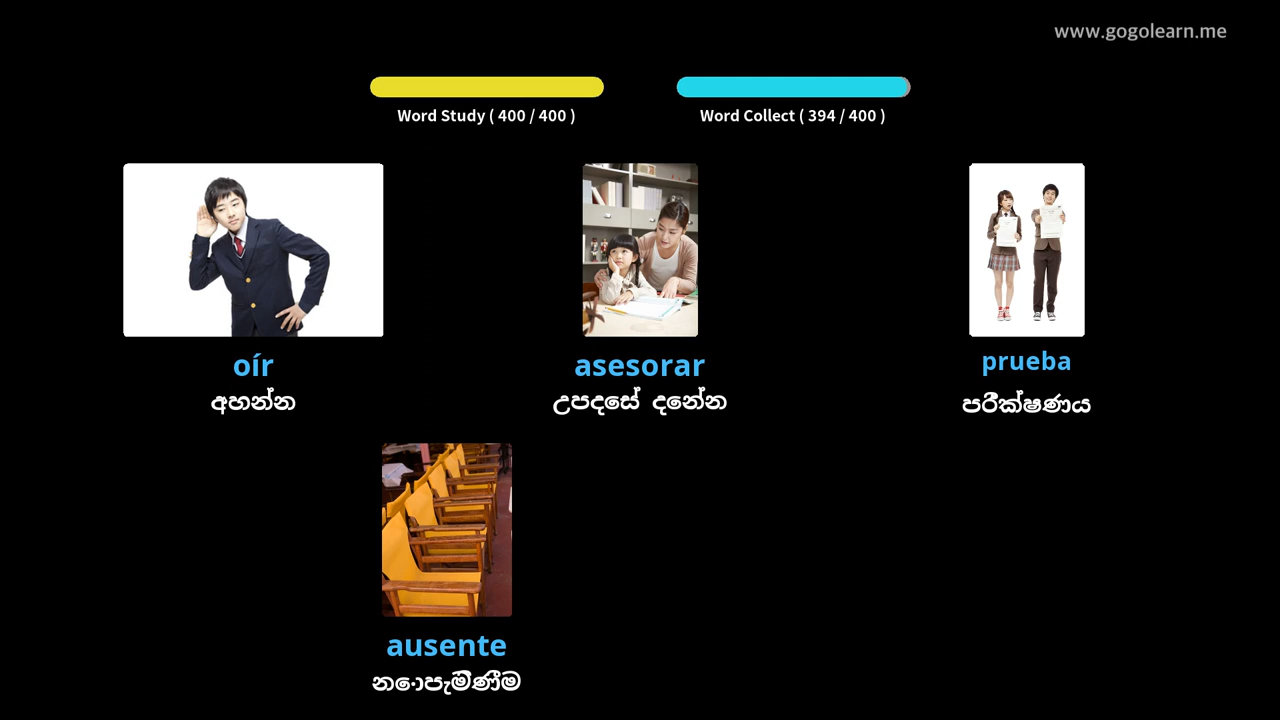 www.gogolearn.me
Word Study ( 400 / 400 )
Word Collect ( 394 / 400 )
oír
අහන්න
asesorar
උපදෙස් දෙන්න
prueba
පරීක්ෂණය
ausente
නොපැමිණීම